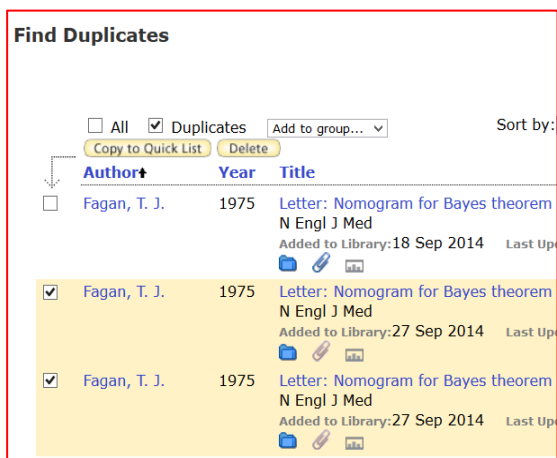 Find Duplicates
All Duplicates Add to group... Sort by:
Copy to Quick List Delete
Author Year Title
Fagan, T. J. 1975 Letter: Nomogram for Bayes theorem
N Engl J Med
Added to Library:18 Sep 2014 Last Upd
Fagan, T. J. 1975 Letter: Nomogram for Bayes theorem
N Engl J Med
Added to Library:27 Sep 2014 Last Upd
Fagan, T. J. 1975 Letter: Nomogram for Bayes theorem
N Engl J Med
Added to Library:27 Sep 2014 Last Upd